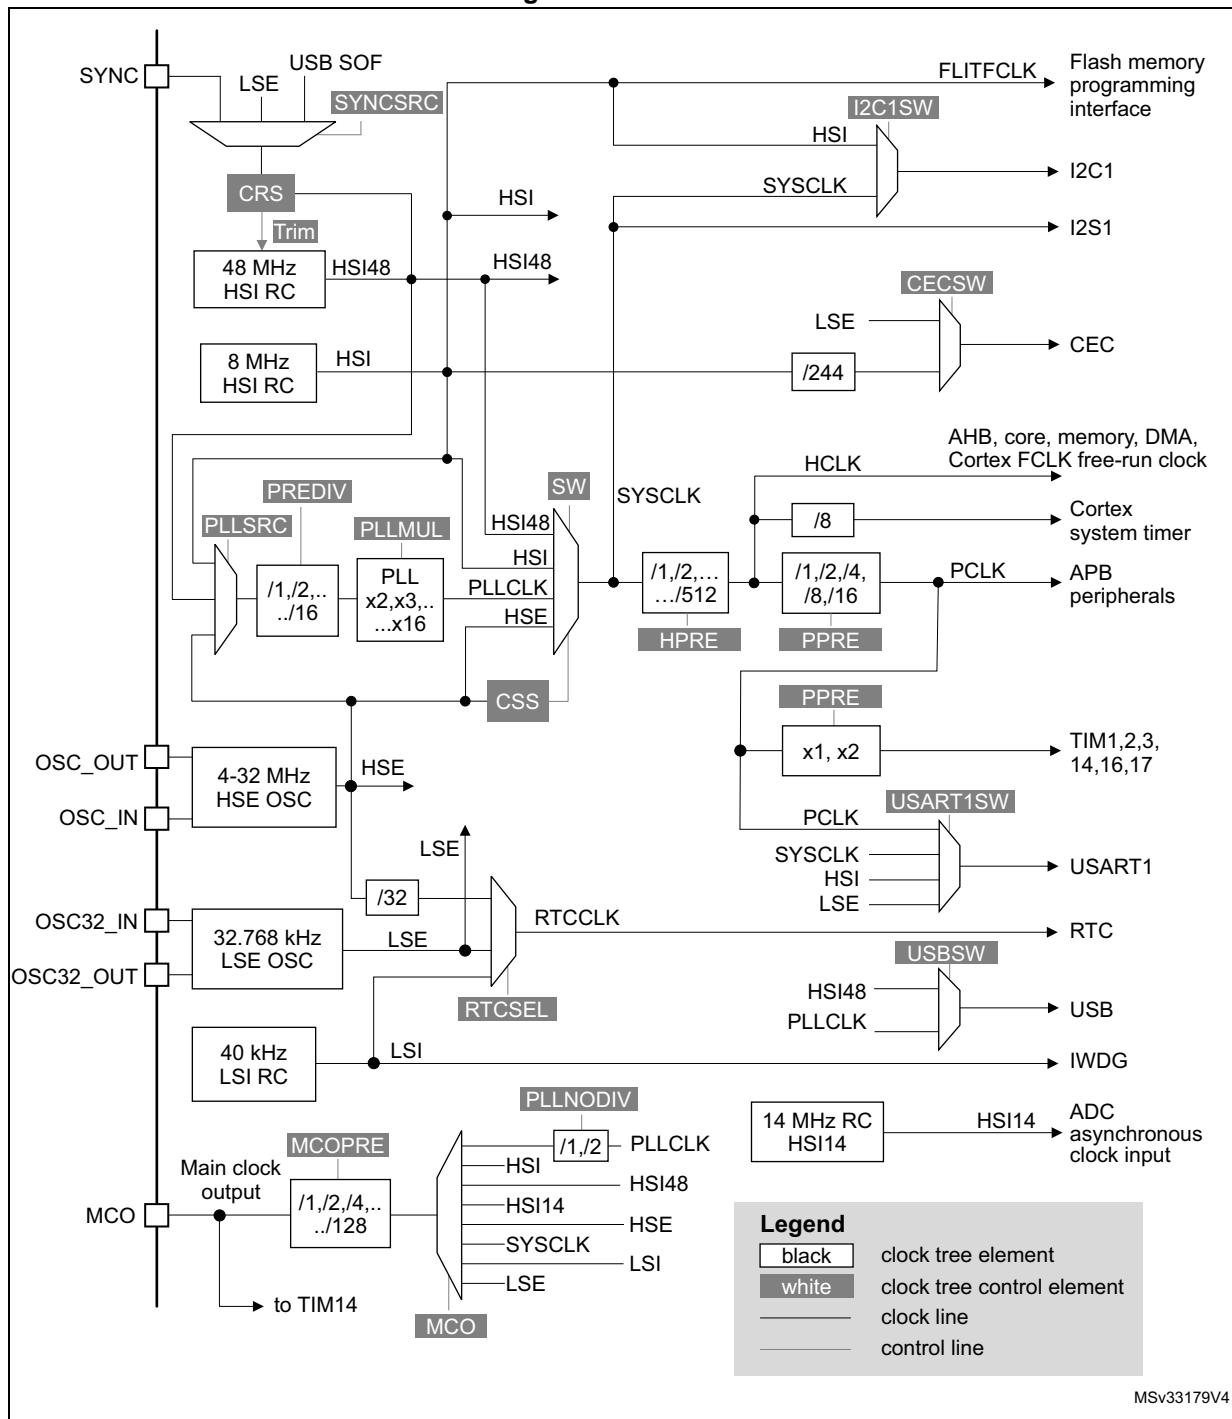 SYNC
LSE
USB SOF
SYNCSRC
CRS
Trim
48 MHz
HSI RC
HSI48
HSI48
HSI
8 MHz
HSI RC
HSI
FLITFCLK
Flash memory
programming
interface
I2C1SW
HSI
SYSCLK
I2C1
I2S1
CECSW
LSE
/244
CEC
AHB, core, memory, DMA,
Cortex FCLK free-run clock
HCLK
/8
Cortex
system timer
PLLSRC
PREDIV
/1,/2,..
../16
PLLMUL
PLL
x2,x3,..
...x16
SW
HSI48
HSI
PLLCLK
HSE
CSS
SYSCLK
/1,/2,...
.../512
HPRE
/1,/2,/4,
/8,/16
PPRE
PCLK
APB
peripherals
PPRE
x1, x2
TIM1,2,3,
14,16,17
OSC_OUT
OSC_IN
4-32 MHz
HSE OSC
HSE
USART1SW
PCLK
SYSCLK
HSI
LSE
USART1
LSE
/32
OSC32_IN
OSC32_OUT
32.768 kHz
LSE OSC
LSE
RTCSEL
RTCCLK
RTC
USBSW
HSI48
PLLCLK
USB
40 kHz
LSI RC
LSI
IWDG
14 MHz RC
HSI14
HSI14
ADC
asynchronous
clock input
MCO
Main clock
output
to TIM14
MCOPRE
/1,/2,/4,..
../128
MCO
PLLNODIV
/1,/2
PLLCLK
HSI
HSI48
HSI14
HSE
SYSCLK
LSI
LSE
Legend
black clock tree element
white clock tree control element
clock line
control line
MSv33179V4